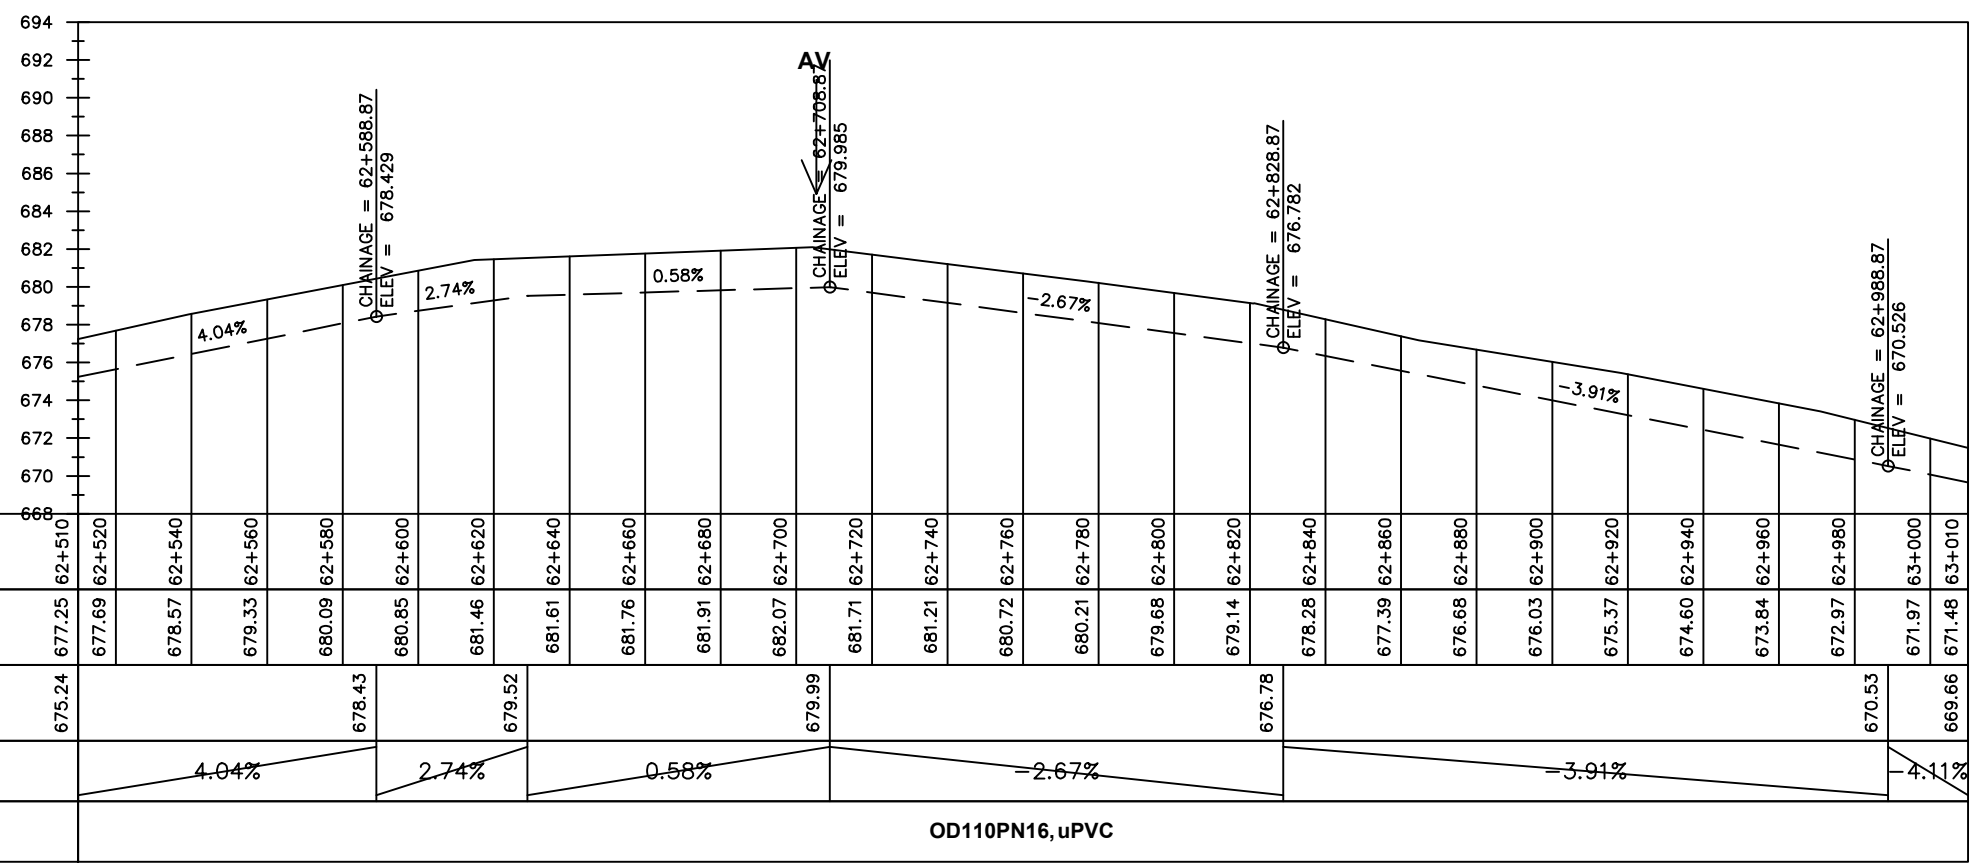 694
692
690
688
686
684
682
680
678
676
674
672
670
668
AV
CHAINAGE = 62+588.87
ELEV = 678.429
CHAINAGE = 62+708.87
ELEV = 679.985
CHAINAGE = 62+828.87
ELEV = 676.782
CHAINAGE = 62+988.87
ELEV = 670.526
4.04%
2.74%
0.58%
-2.67%
-3.91%
62+510 62+520 62+540 62+560 62+580 62+600 62+620 62+640 62+660 62+680 62+700 62+720 62+740 62+760 62+780 62+800 62+820 62+840 62+860 62+880 62+900 62+920 62+940 62+960 62+980 63+000 63+010
677.25 677.69 678.57 679.33 680.09 680.85 681.46 681.61 681.76 681.91 682.07 681.71 681.21 680.72 680.21 679.68 679.14 678.28 677.39 676.68 676.03 675.37 674.60 673.84 672.97 671.97 671.48
675.24 678.43 679.52 679.99 676.78 670.53 669.66
4.04% 2.74% 0.58% -2.67% -3.91% -4.11%
OD110PN16, uPVC